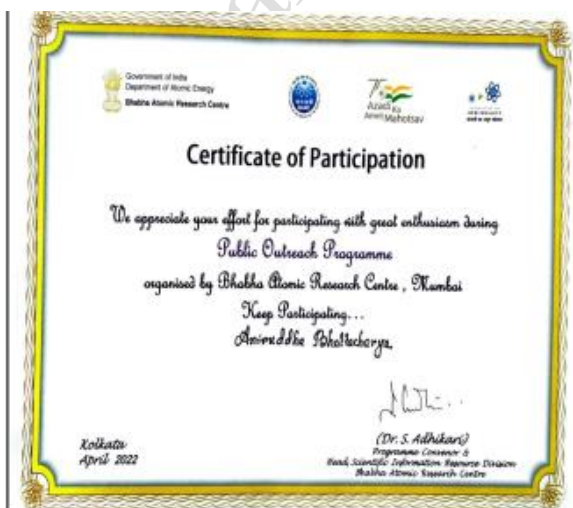 Government of India
Department of Atomic Energy
Bhabha Atomic Research Centre
Azadi Ka
Amrit Mahotsav
Certificate of Participation
We appreciate your effort for participating with great enthusiasm during
Public Outreach Programme
organised by Bhabha Atomic Research Centre, Mumbai
Keep Participating...
Aniruddha Bhattacharya
(Dr. S. Adhikari)
Programme Convenor &
Head, Scientific Information Resource Division
Bhabha Atomic Research Centre
Kolkata
April 2022